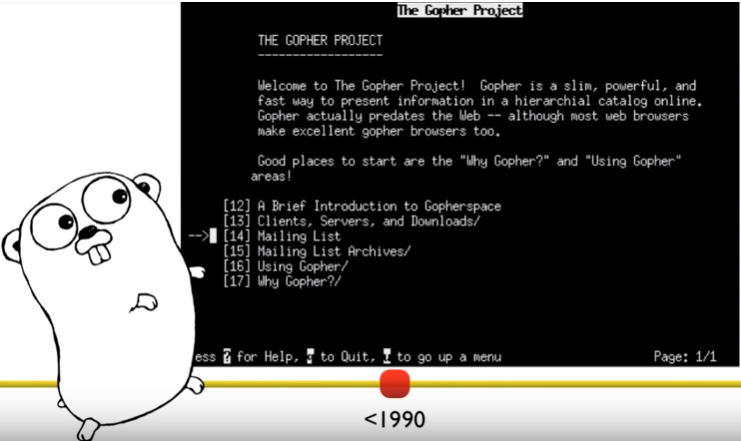 The Gopher Project
THE GOPHER PROJECT
------------------
Welcome to The Gopher Project! Gopher is a slim, powerful, and
fast way to present information in a hierarchial catalog online.
Gopher actually predates the Web -- although most web browsers
make excellent gopher browsers too.
Good places to start are the "Why Gopher?" and "Using Gopher"
areas!
[12] A Brief Introduction to Gopherspace
[13] Clients, Servers, and Downloads/
--> [14] Mailing List
[15] Mailing List Archives/
[16] Using Gopher/
[17] Why Gopher?/
ess ? for Help, to Quit, to go up a menu Page: 1/1
<1990